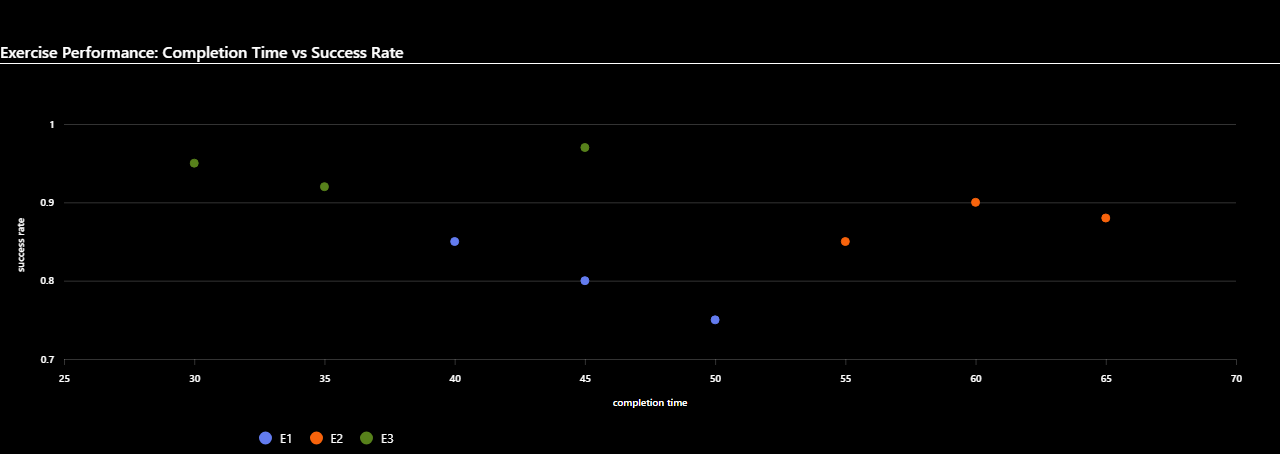 Exercise Performance: Completion Time vs Success Rate
1
0.9
0.8
0.7
success rate
25 30 35 40 45 50 55 60 65 70
completion time
E1 E2 E3